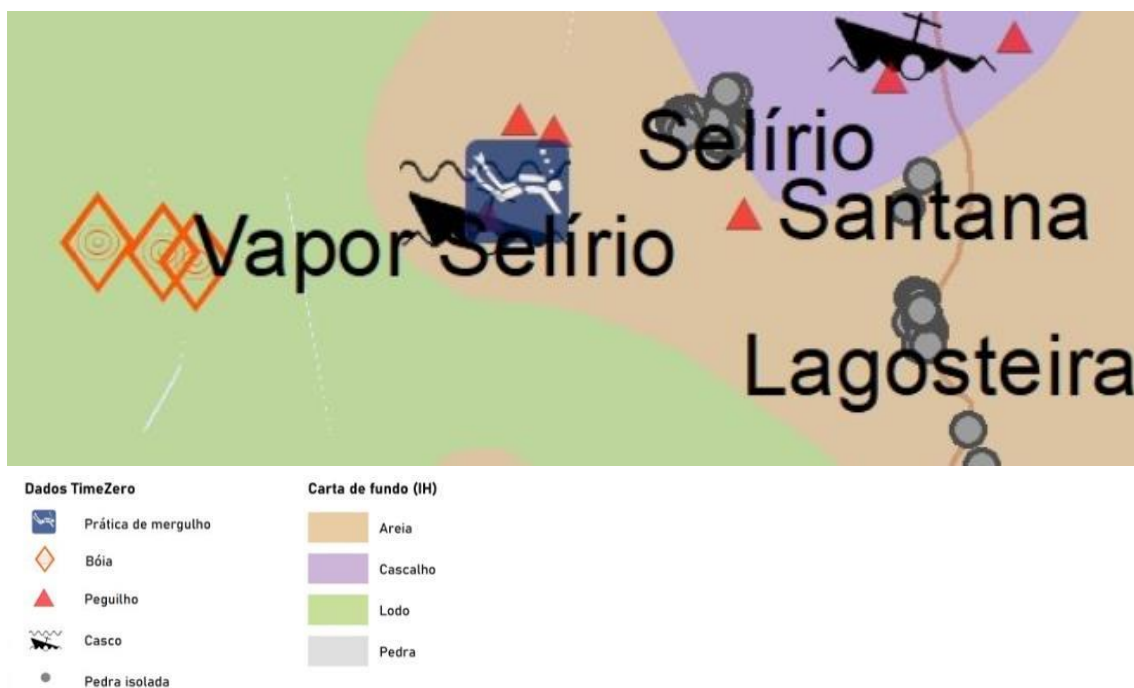 Selírio
Santana
Vapor Selírio
Lagosteira
Dados TimeZero
Prática de mergulho
Bóia
Peguilho
Casco
Pedra isolada
Carta de fundo (IH)
Areia
Cascalho
Lodo
Pedra